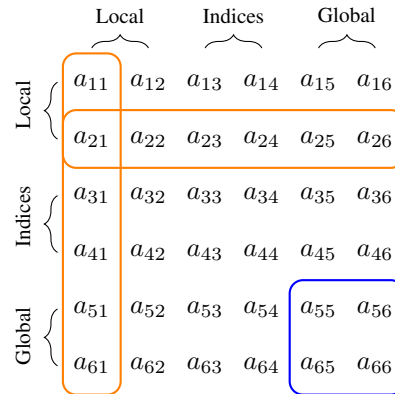 Local Indices Global
Local
a₁₁ a₁₂ a₁₃ a₁₄ a₁₅ a₁₆
a₂₁ a₂₂ a₂₃ a₂₄ a₂₅ a₂₆
Indices
a₃₁ a₃₂ a₃₃ a₃₄ a₃₅ a₃₆
a₄₁ a₄₂ a₄₃ a₄₄ a₄₅ a₄₆
Global
a₅₁ a₅₂ a₅₃ a₅₄ a₅₅ a₅₆
a₆₁ a₆₂ a₆₃ a₆₄ a₆₅ a₆₆